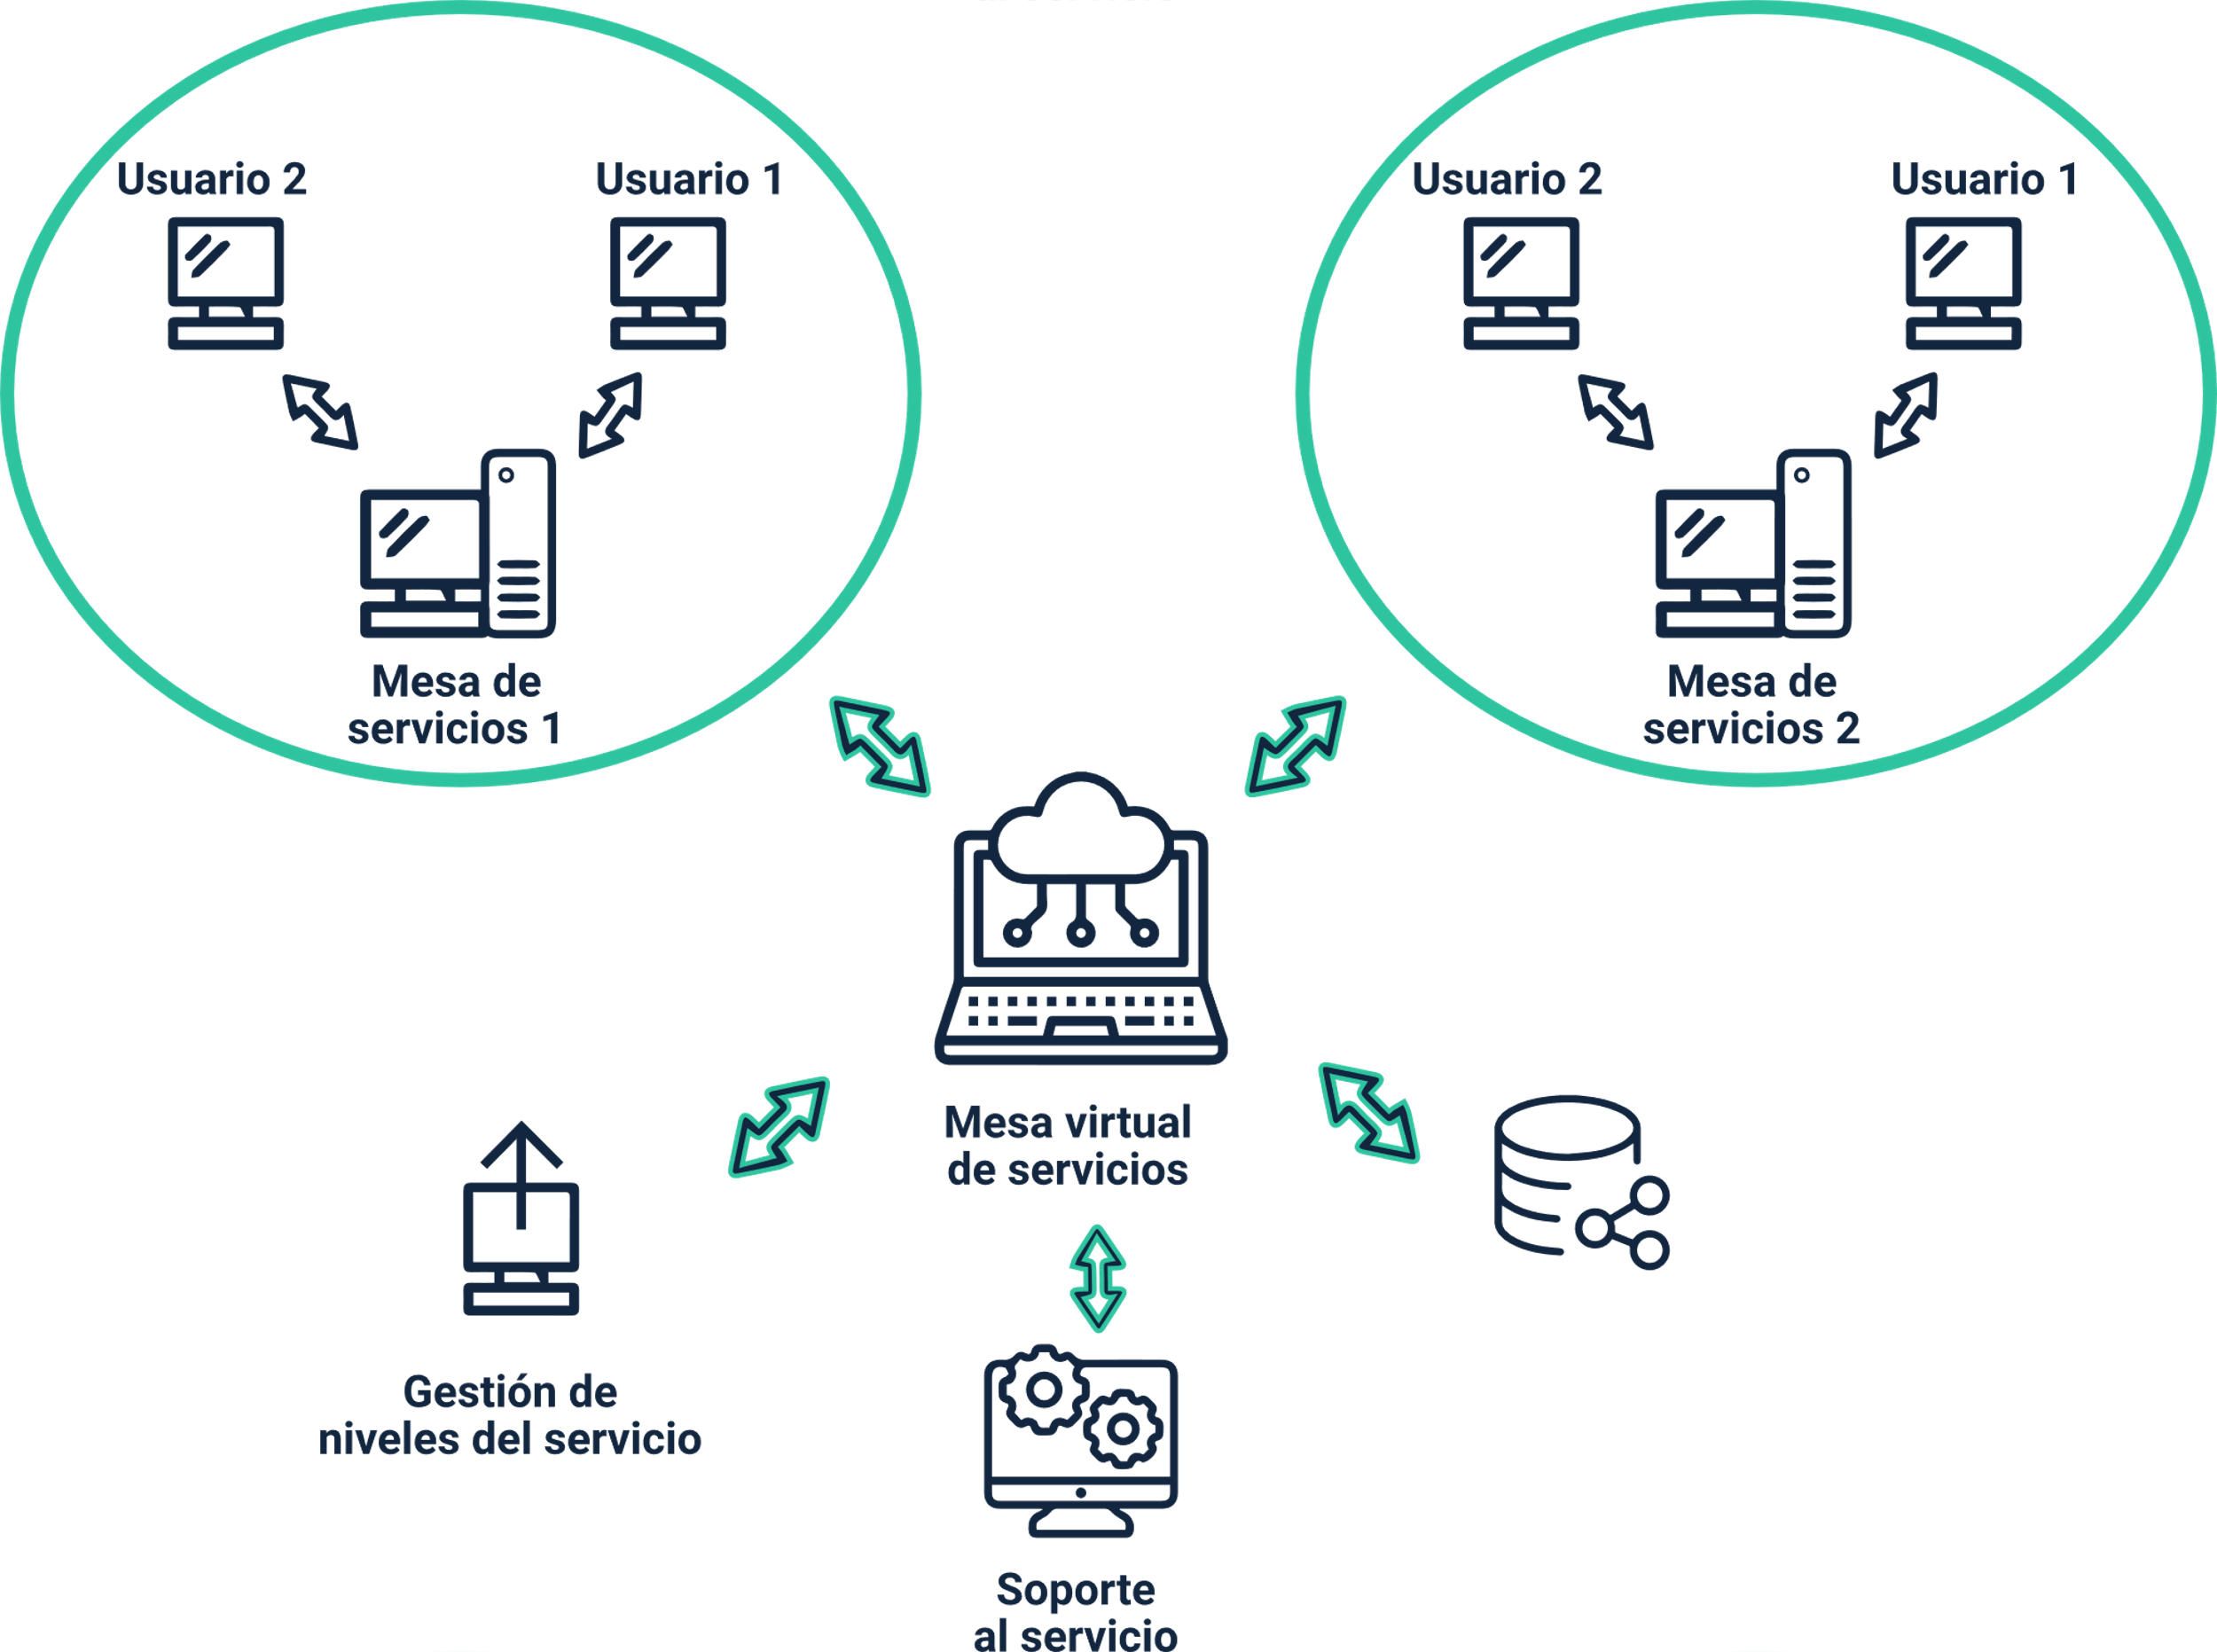 Usuario 2
Usuario 1
Mesa de
servicios 1
Usuario 2
Usuario 1
Mesa de
servicios 2
Mesa virtual
de servicios
Gestión de
niveles del servicio
Soporte
al servicio